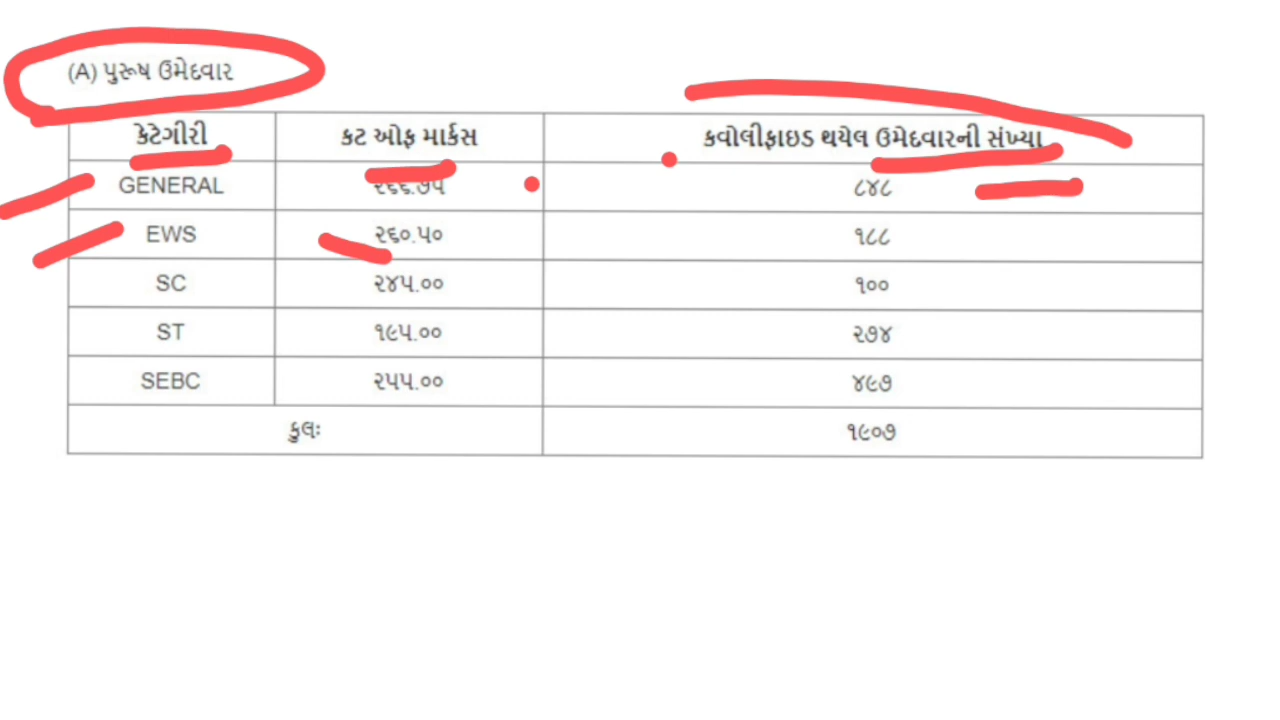 (A) પુરૂષ ઉમેદવાર
કેટેગીરી કટ ઓફ માર્કસ કવોલીફાઇડ થયેલ ઉમેદવારની સંખ્યા
GENERAL ૨૬૬.૭૫ ૮૪૮
EWS ૨૬૦.૫૦ ૧૮૮
SC ૨૪૫.૦૦ ૧૦૦
ST ૧૯૫.૦૦ ૨૭૪
SEBC ૨૫૫.૦૦ ૪૯૭
કુલઃ ૧૯૦૭